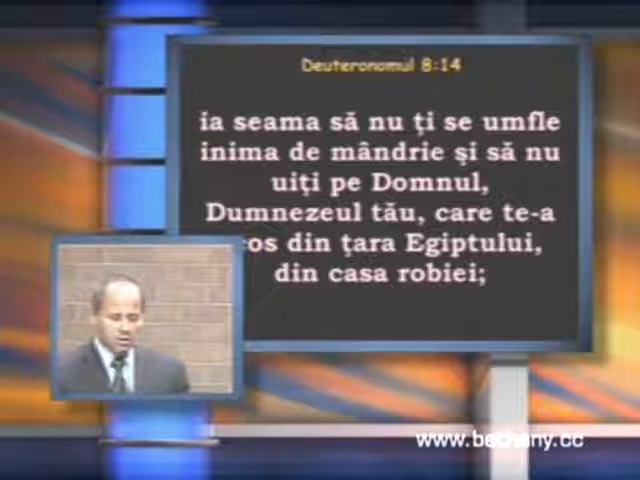 Deuteronomul 8:14
ia seama să nu ţi se umfle
inima de mândrie şi să nu
uiţi pe Domnul,
Dumnezeul tău, care te-a
din ţara Egiptului,
din casa robiei;
www.bethany.cc